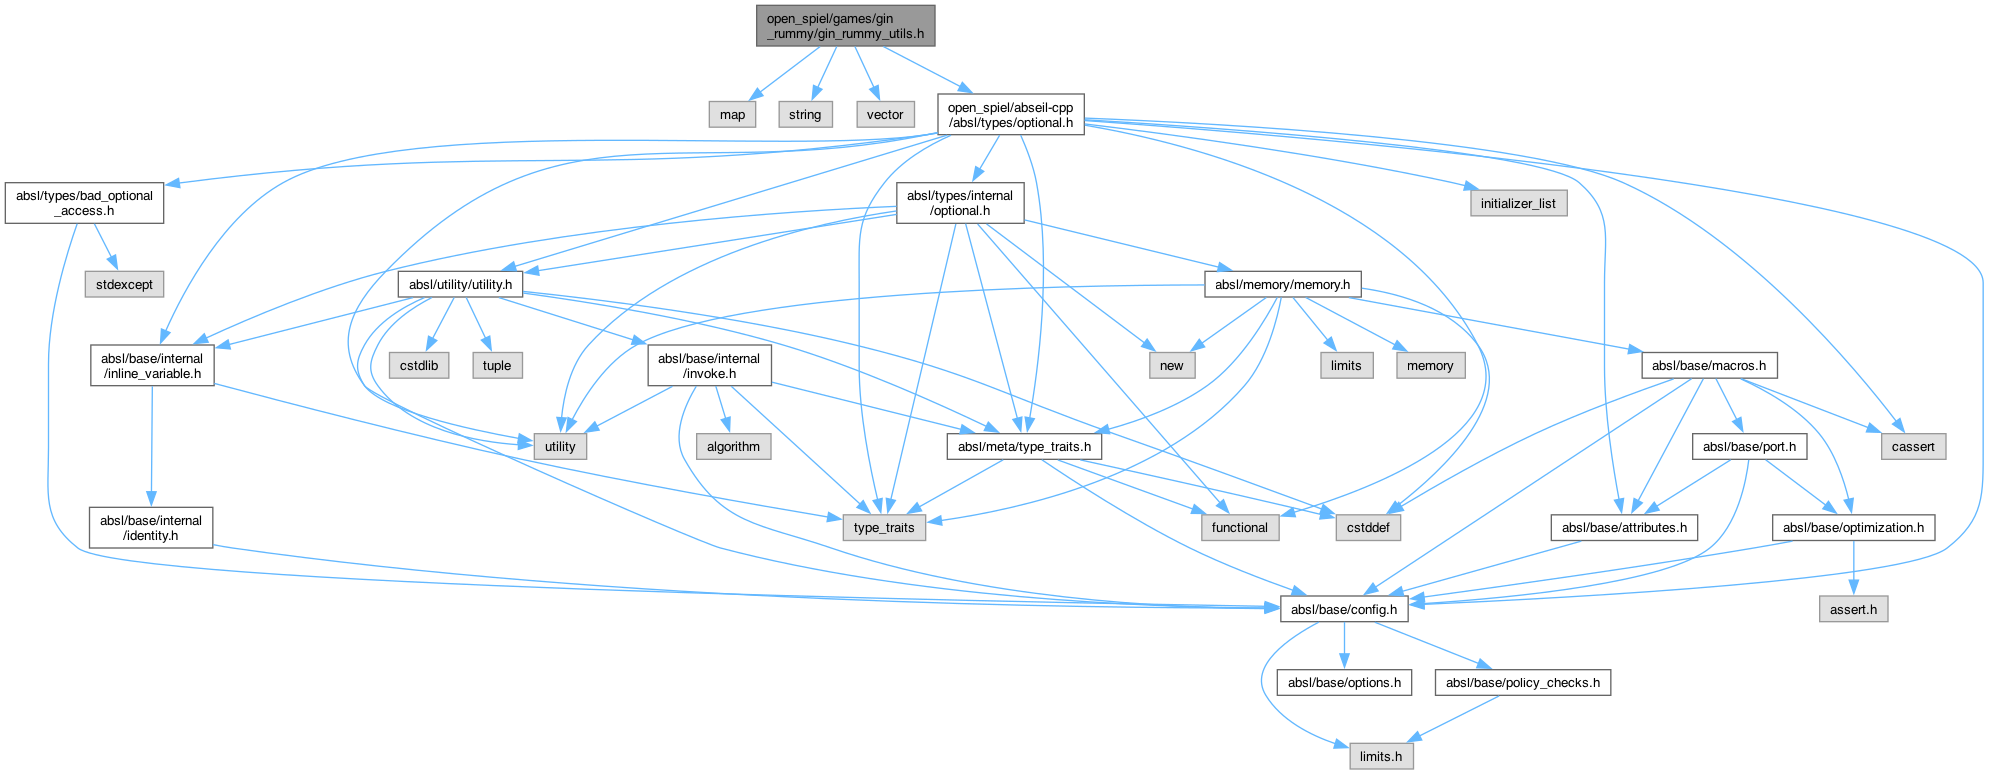 open_spiel/games/gin
_rummy/gin_rummy_utils.h
map
string
vector
open_spiel/abseil-cpp
/absl/types/optional.h
absl/types/bad_optional
_access.h
absl/types/internal
/optional.h
initializer_list
stdexcept
absl/utility/utility.h
absl/memory/memory.h
absl/base/internal
/inline_variable.h
cstdlib
tuple
absl/base/internal
/invoke.h
new
limits
memory
absl/base/macros.h
utility
algorithm
absl/meta/type_traits.h
absl/base/port.h
cassert
absl/base/internal
/identity.h
type_traits
functional
cstddef
absl/base/attributes.h
absl/base/optimization.h
absl/base/config.h
assert.h
absl/base/options.h
absl/base/policy_checks.h
limits.h